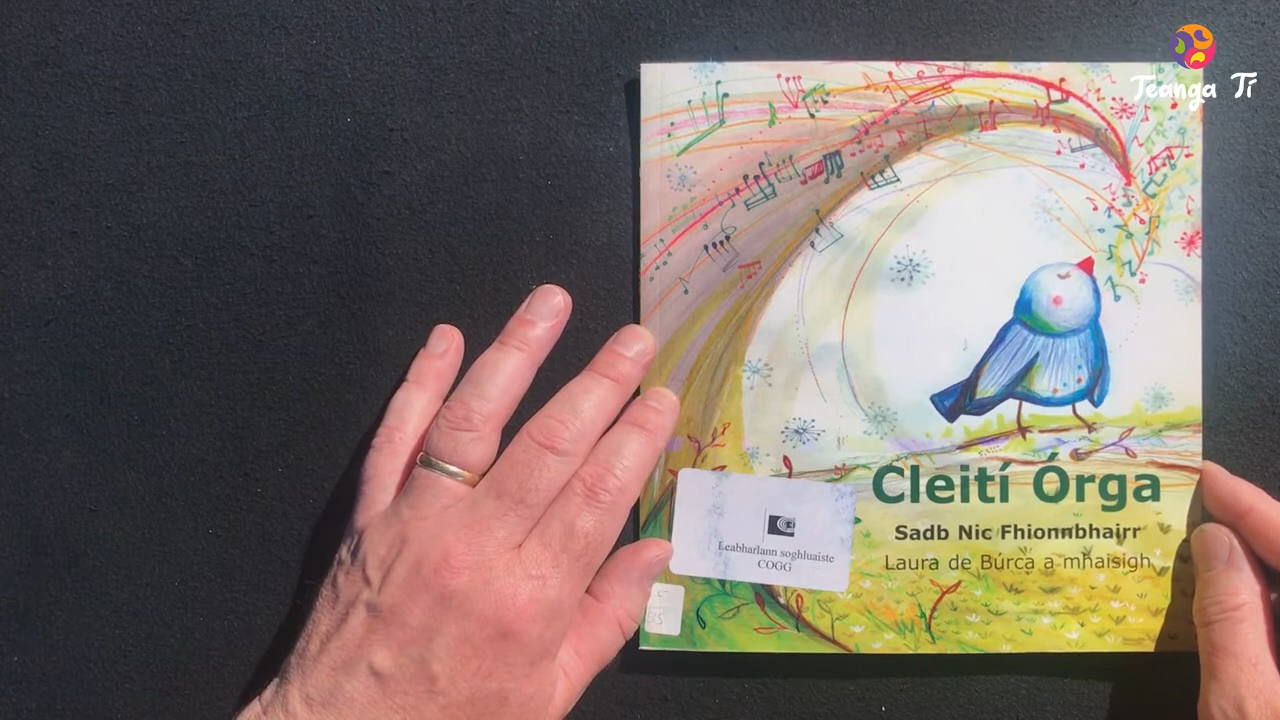 Teanga Tí
Cleití Órga
Sadb Nic Fhionnbhairr
Laura de Búrca a mhaisigh
Leabharlann soghluaiste
COGG